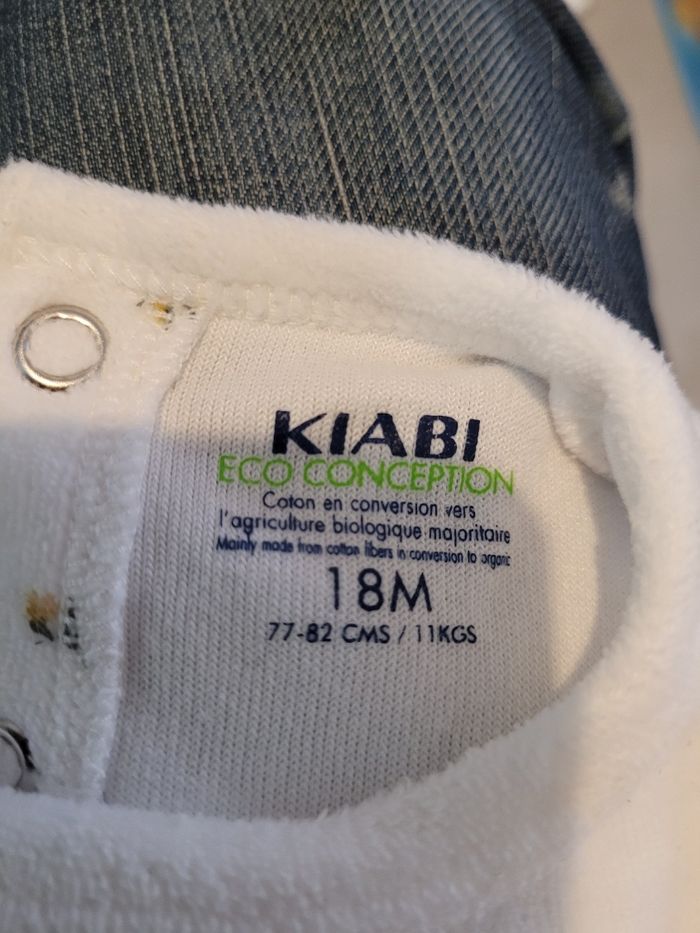 KIABI
ECO CONCEPTION
Coton en conversion vers
l'agriculture biologique majoritaire
Mainly made from cotton fibers in conversion to organic
18M
77-82 CMS / 11KGS